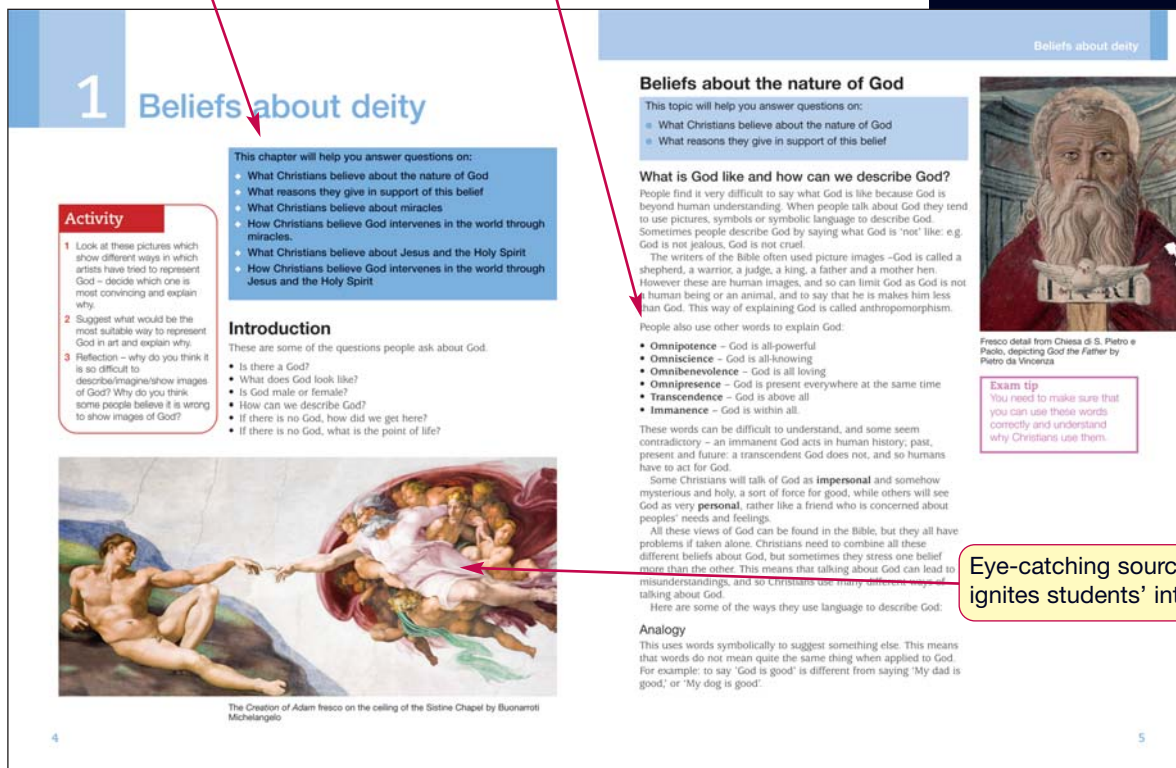 1
Beliefs about deity
This chapter will help you answer questions on:
What Christians believe about the nature of God
What reasons they give in support of this belief
What Christians believe about miracles
How Christians believe God intervenes in the world through
miracles.
What Christians believe about Jesus and the Holy Spirit
How Christians believe God intervenes in the world through
Jesus and the Holy Spirit
Activity
1 Look at these pictures which
show different ways in which
artists have tried to represent
God – decide which one is
most convincing and explain
why.
2 Suggest what would be the
most suitable way to represent
God in art and explain why.
3 Reflection – why do you think it
is so difficult to
describe/imagine/show images
of God? Why do you think
some people believe it is wrong
to show images of God?
Introduction
These are some of the questions people ask about God.
• Is there a God?
• What does God look like?
• Is God male or female?
• How can we describe God?
• If there is no God, how did we get here?
• If there is no God, what is the point of life?
The Creation of Adam fresco on the ceiling of the Sistine Chapel by Buonarroti
Michelangelo
4
Beliefs about deity
Beliefs about the nature of God
This topic will help you answer questions on:
What Christians believe about the nature of God
What reasons they give in support of this belief
What is God like and how can we describe God?
People find it very difficult to say what God is like because God is
beyond human understanding. When people talk about God they tend
to use pictures, symbols or symbolic language to describe God.
Sometimes people describe God by saying what God is 'not' like: e.g.
God is not jealous, God is not cruel.
The writers of the Bible often used picture images –God is called a
shepherd, a warrior, a judge, a king, a father and a mother hen.
However these are human images, and so can limit God as God is not
a human being or an animal, and to say that he is makes him less
than God. This way of explaining God is called anthropomorphism.
People also use other words to explain God:
• Omnipotence – God is all-powerful
• Omniscience – God is all-knowing
• Omnibenevolence – God is all loving
• Omnipresence – God is present everywhere at the same time
• Transcendence – God is above all
• Immanence – God is within all.
These words can be difficult to understand, and some seem
contradictory – an immanent God acts in human history; past,
present and future: a transcendent God does not, and so humans
have to act for God.
Some Christians will talk of God as impersonal and somehow
mysterious and holy, a sort of force for good, while others will see
God as very personal, rather like a friend who is concerned about
peoples' needs and feelings.
All these views of God can be found in the Bible, but they all have
problems if taken alone. Christians need to combine all these
different beliefs about God, but sometimes they stress one belief
more than the other. This means that talking about God can lead to
misunderstandings, and so Christians use many different ways of
talking about God.
Here are some of the ways they use language to describe God:
Analogy
This uses words symbolically to suggest something else. This means
that words do not mean quite the same thing when applied to God.
For example: to say 'God is good' is different from saying 'My dad is
good,' or 'My dog is good'.
Fresco detail from Chiesa di S. Pietro e
Paolo, depicting God the Father by
Pietro da Vincenza
Exam tip
You need to make sure that
you can use these words
correctly and understand
why Christians use them.
Eye-catching sourc
ignites students' int
5